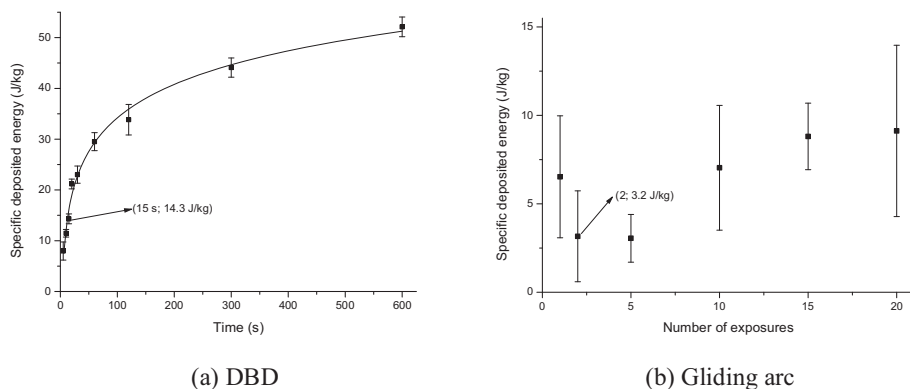 50
40
30
20
10
0
Specific deposited energy (J/kg)
(15 s; 14.3 J/kg)
0 100 200 300 400 500 600
Time (s)
(a) DBD
15
10
5
0
Specific deposited energy (J/kg)
(2; 3.2 J/kg)
0 5 10 15 20
Number of exposures
(b) Gliding arc